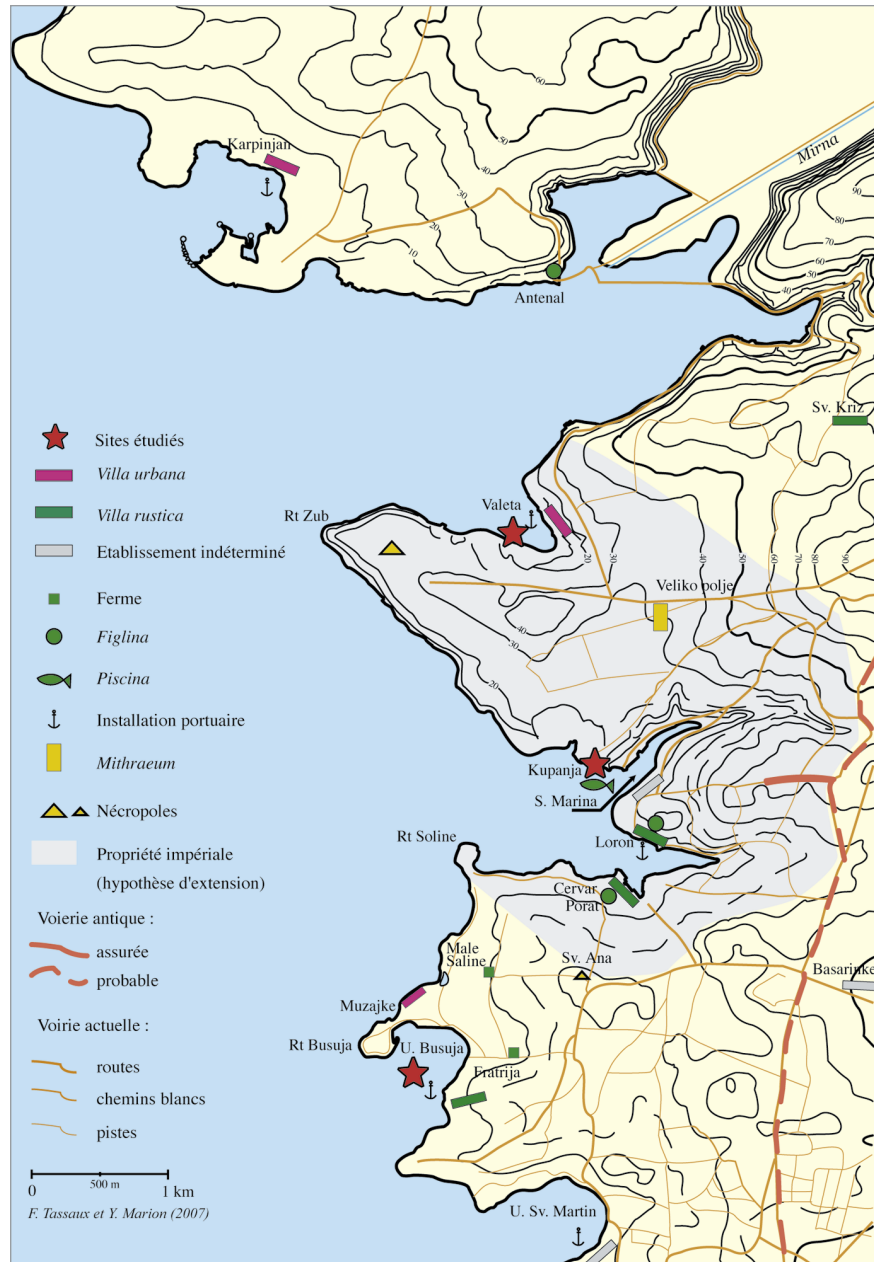 60
50
40
30
20
10
Karpinjan
Mirna
90
80
70
60
50
40
Antenal
Sv. Kriz
Sites étudiés
Villa urbana
Villa rustica
Etablissement indéterminé
Ferme
Figlina
Piscina
Installation portuaire
Mithraeum
Nécropoles
Propriété impériale
(hypothèse d'extension)
Voierie antique :
assurée
probable
Voirie actuelle :
routes
chemins blancs
pistes
0
500 m
1 km
F. Tassaux et Y. Marion (2007)
Rt Zub
Valeta
20
30
40
50
60
70
80
90
Veliko polje
40
30
20
Kupanja
S. Marina
Loron
Rt Soline
Cervar
Porat
Male
Saline
Sv. Ana
Basarinke
Muzajke
Rt Busuja
U. Busuja
Fratrija
U. Sv. Martin